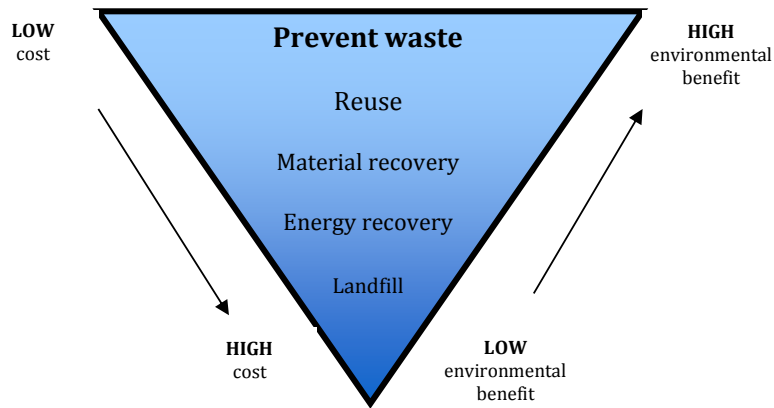 LOW
cost
Prevent waste
HIGH
environmental
benefit
Reuse
Material recovery
Energy recovery
Landfill
HIGH
cost
LOW
environmental
benefit